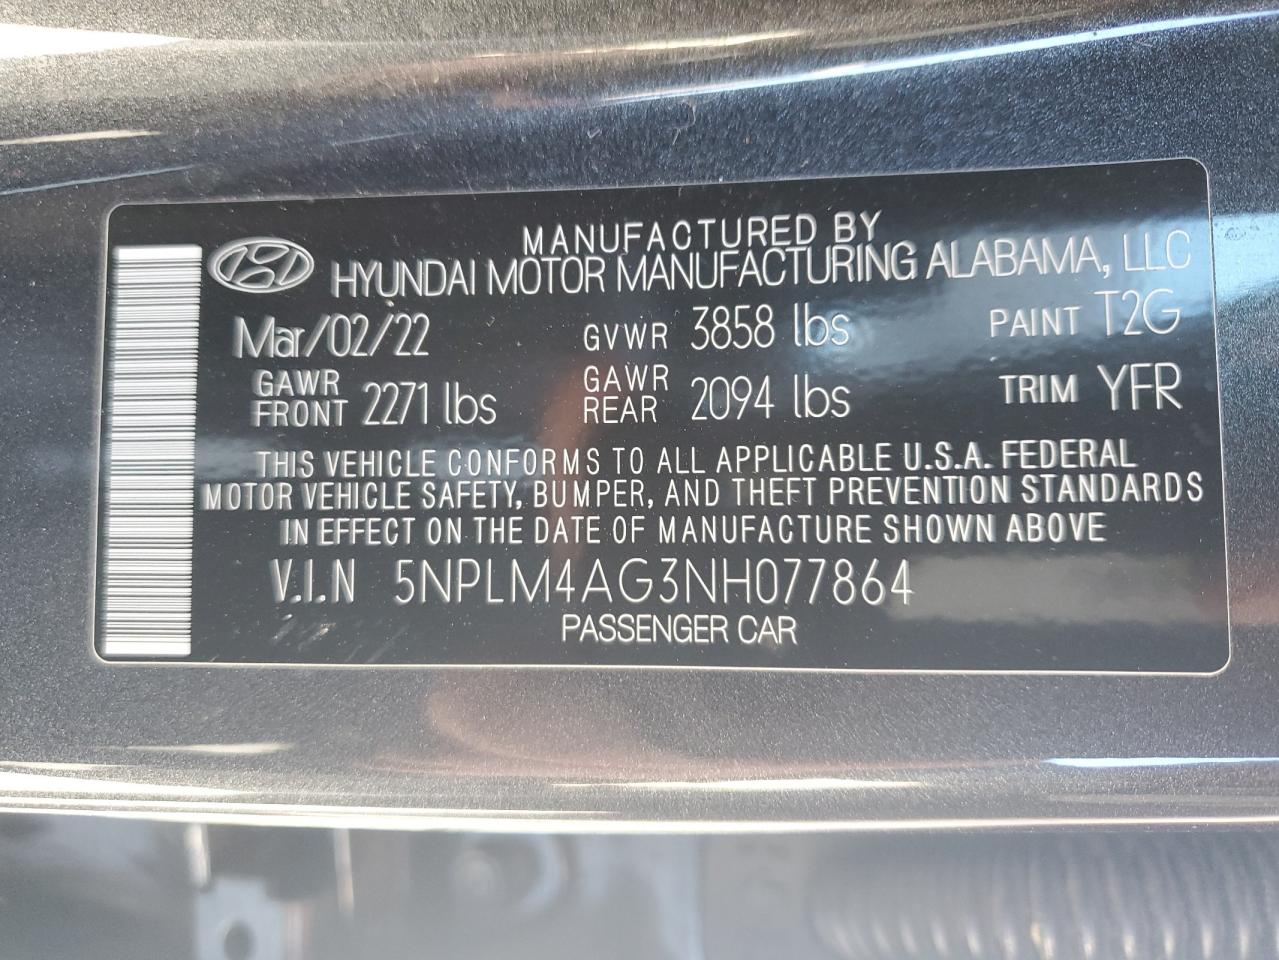 MANUFACTURED BY
HYUNDAI MOTOR MANUFACTURING ALABAMA, LLC
Mar/02/22 GVWR 3858 lbs PAINT T2G
GAWR FRONT 2271 lbs GAWR REAR 2094 lbs TRIM YFR
THIS VEHICLE CONFORMS TO ALL APPLICABLE U.S.A. FEDERAL
MOTOR VEHICLE SAFETY, BUMPER, AND THEFT PREVENTION STANDARDS
IN EFFECT ON THE DATE OF MANUFACTURE SHOWN ABOVE
V.I.N 5NPLM4AG3NH077864
PASSENGER CAR